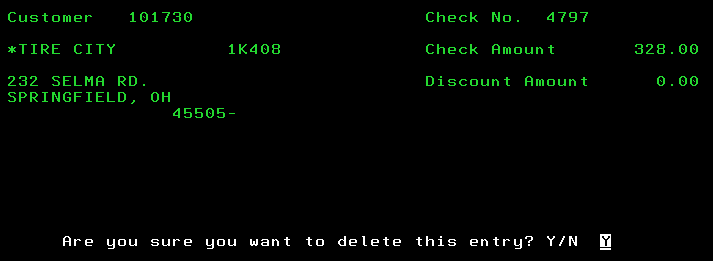 Customer 101730 Check No. 4797
*TIRE CITY 1K408 Check Amount 328.00
232 SELMA RD. Discount Amount 0.00
SPRINGFIELD, OH
45505-
Are you sure you want to delete this entry? Y/N Y